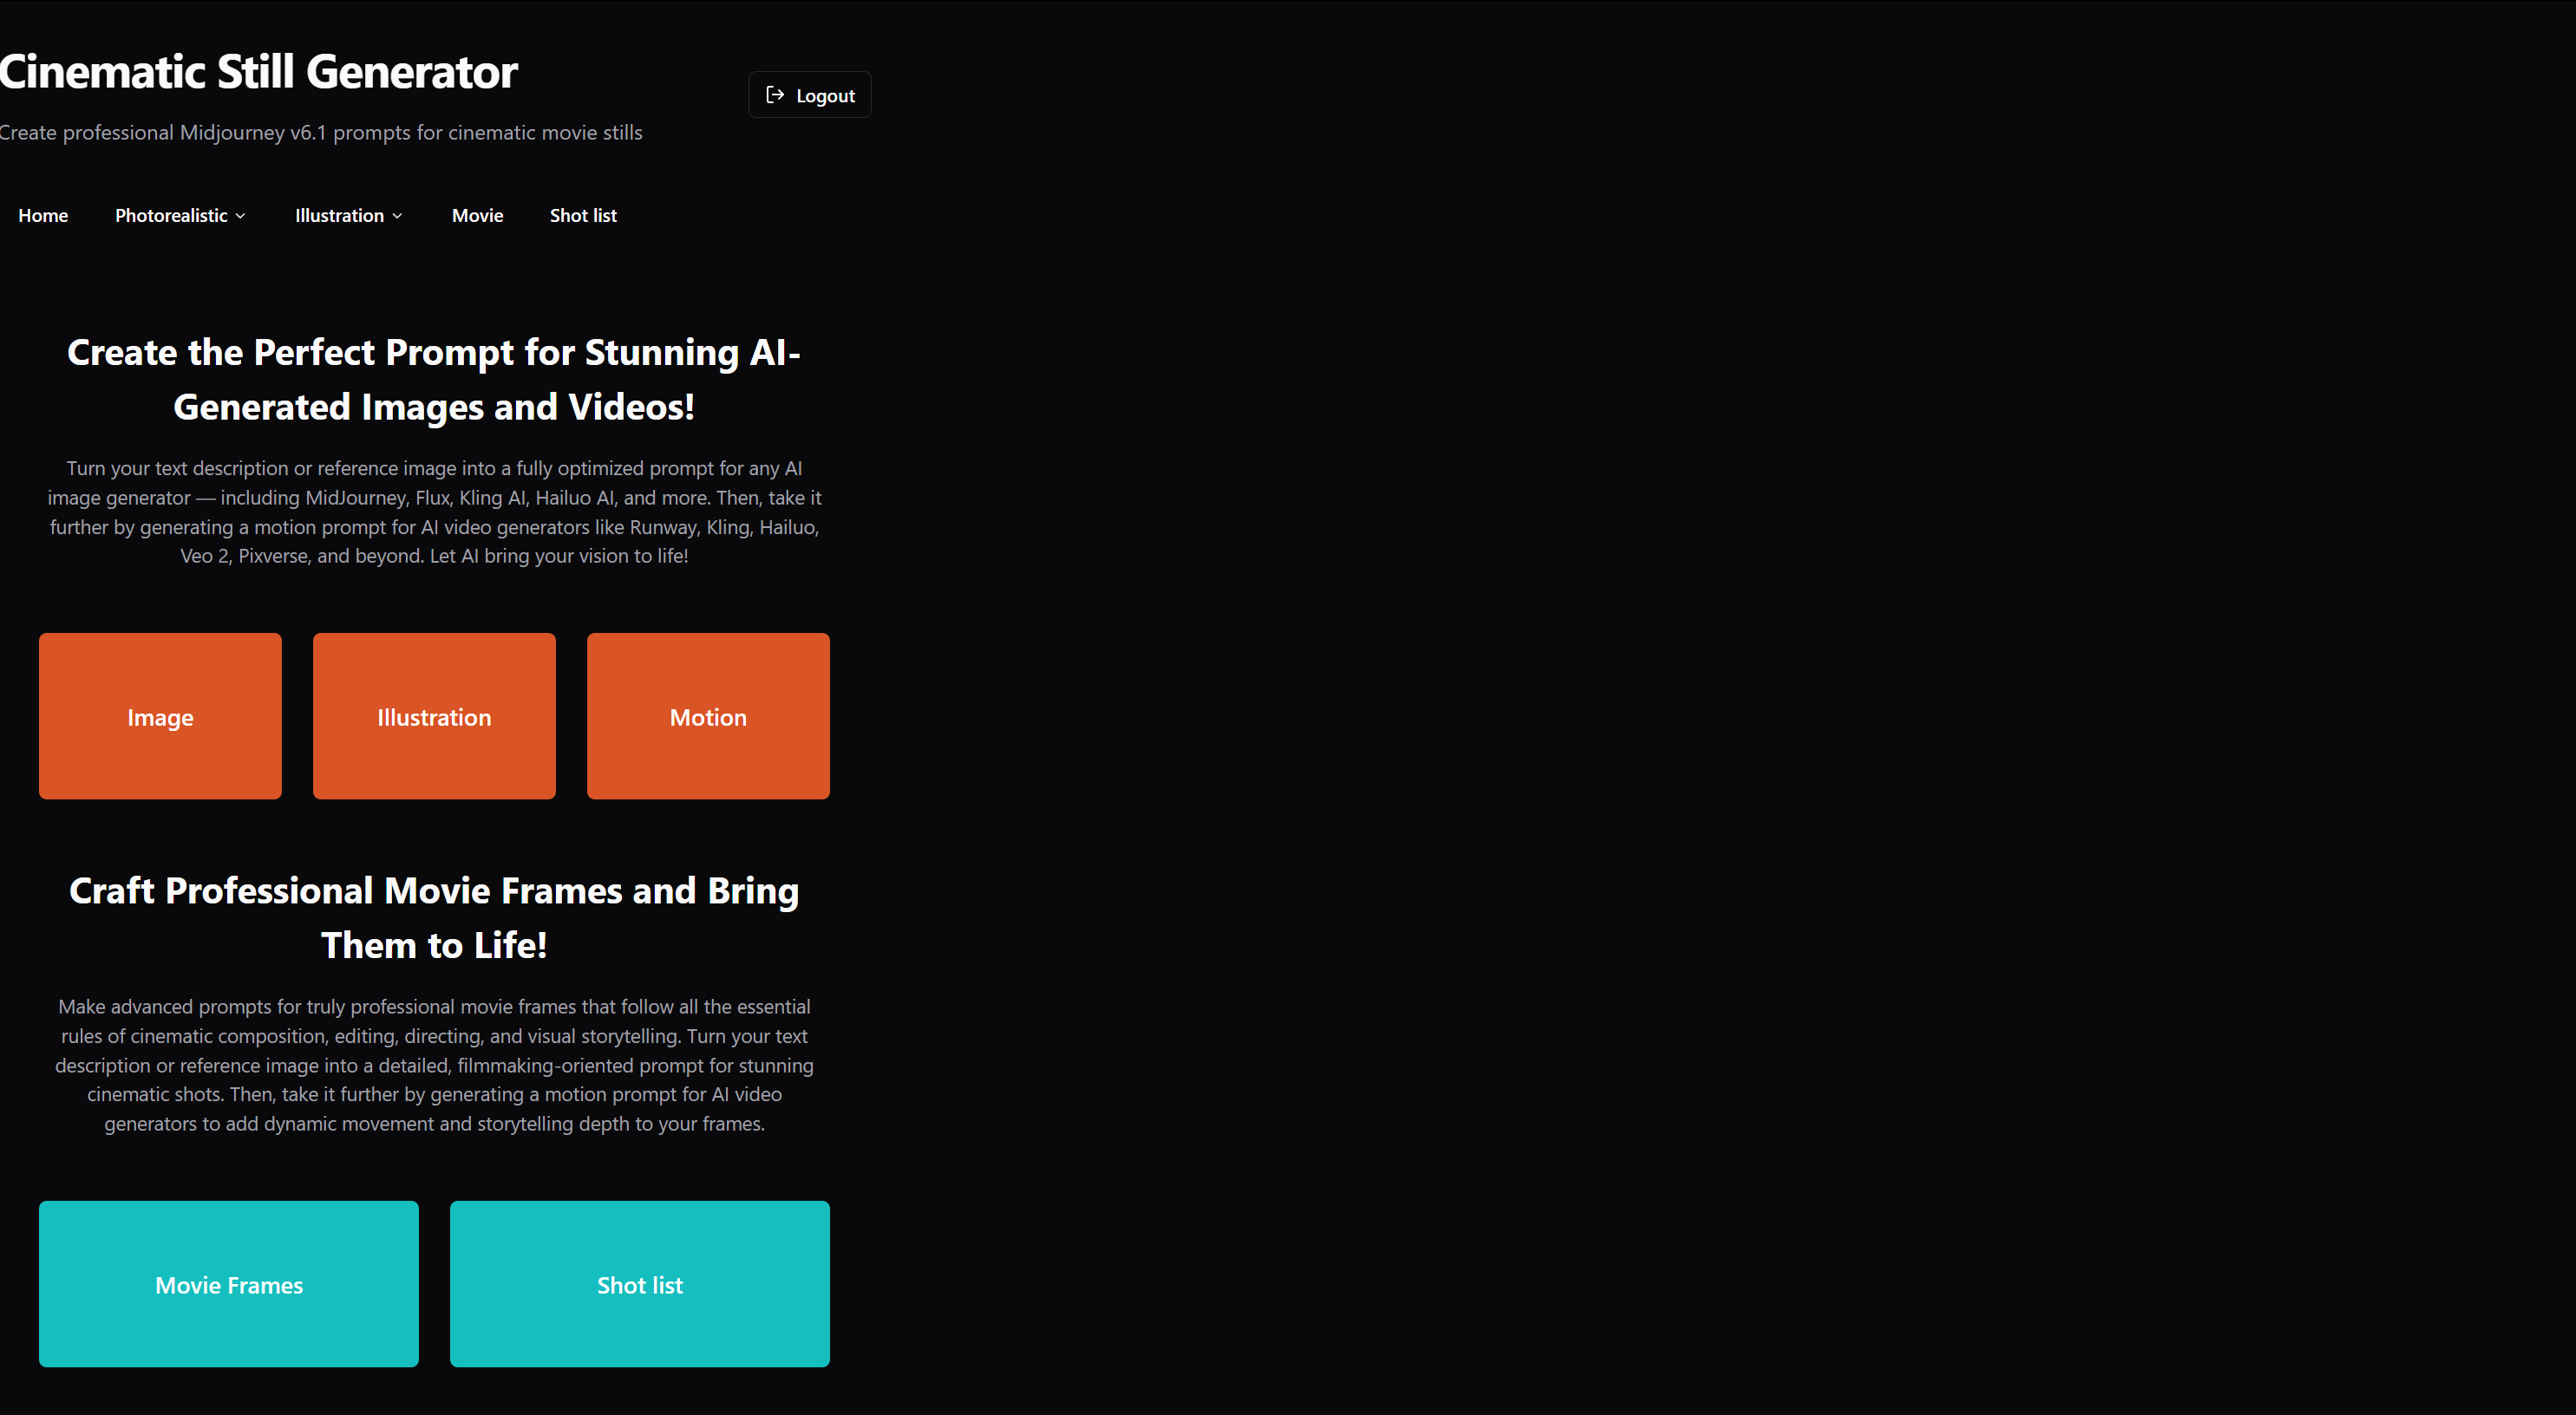 Cinematic Still Generator
Logout
Create professional Midjourney v6.1 prompts for cinematic movie stills
Home Photorealistic Illustration Movie Shot list
Create the Perfect Prompt for Stunning AI-
Generated Images and Videos!
Turn your text description or reference image into a fully optimized prompt for any AI
image generator — including MidJourney, Flux, Kling AI, Hailuo AI, and more. Then, take it
further by generating a motion prompt for AI video generators like Runway, Kling, Hailuo,
Veo 2, Pixverse, and beyond. Let AI bring your vision to life!
Image Illustration Motion
Craft Professional Movie Frames and Bring
Them to Life!
Make advanced prompts for truly professional movie frames that follow all the essential
rules of cinematic composition, editing, directing, and visual storytelling. Turn your text
description or reference image into a detailed, filmmaking-oriented prompt for stunning
cinematic shots. Then, take it further by generating a motion prompt for AI video
generators to add dynamic movement and storytelling depth to your frames.
Movie Frames Shot list